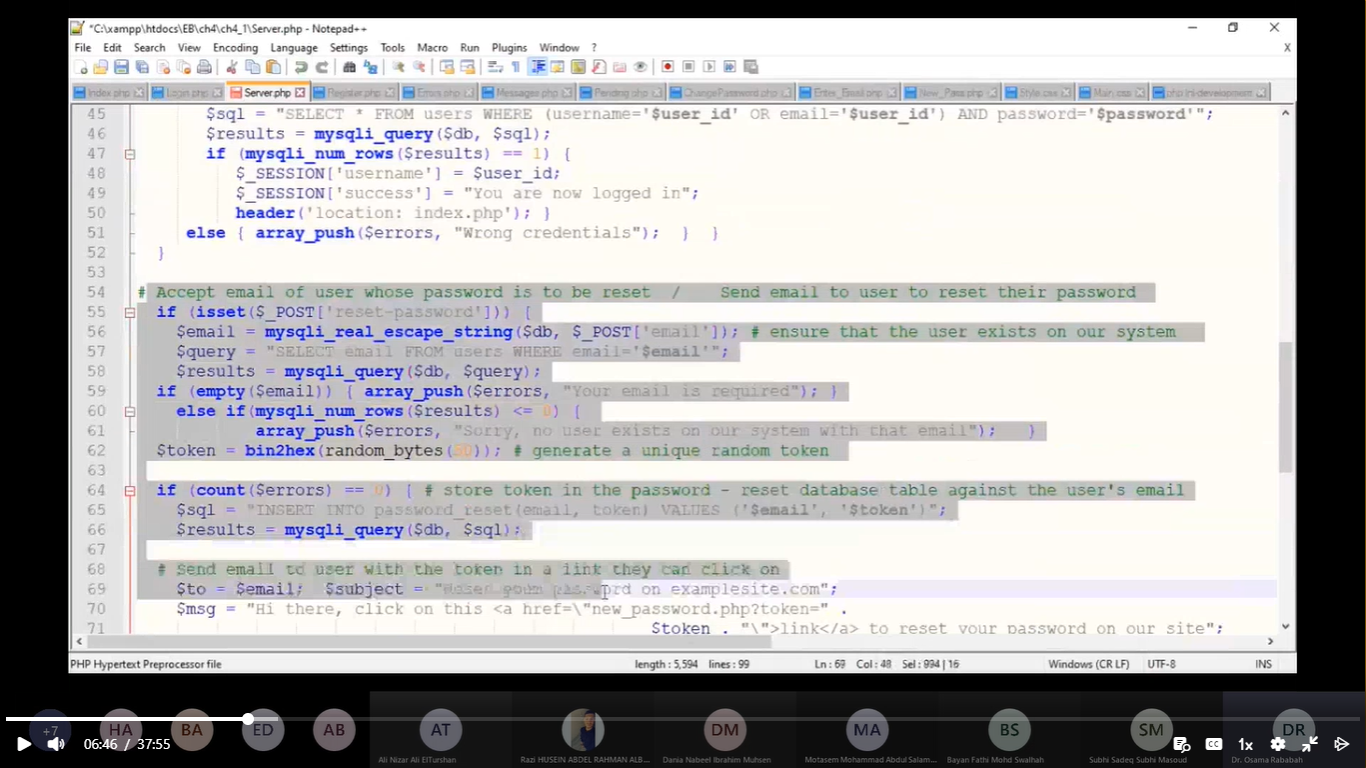 *C:\xampp\htdocs\EB\ch4\ch4_1\Server.php - Notepad++
File Edit Search View Encoding Language Settings Tools Macro Run Plugins Window ? X
Index.php Login.php Server.php Register.php Errors.php Messages.php Pending.php ChangePassword.php Enter_Email.php New_Pass.php Style.css Main.css php.ini-development
45 $sql = "SELECT * FROM users WHERE (username='$user_id' OR email='$user_id') AND password='$password'";
46 $results = mysqli_query($db, $sql);
47 if (mysqli_num_rows($results) == 1) {
48 $_SESSION['username'] = $user_id;
49 $_SESSION['success'] = "You are now logged in";
50 header('location: index.php'); }
51 else { array_push($errors, "Wrong credentials"); } }
52 }
53
54 # Accept email of user whose password is to be reset / Send email to user to reset their password
55 if (isset($_POST['reset-password'])) {
56 $email = mysqli_real_escape_string($db, $_POST['email']); # ensure that the user exists on our system
57 $query = "SELECT email FROM users WHERE email='$email'";
58 $results = mysqli_query($db, $query);
59 if (empty($email)) { array_push($errors, "Your email is required"); }
60 else if(mysqli_num_rows($results) <= 0) {
61 array_push($errors, "Sorry, no user exists on our system with that email"); }
62 $token = bin2hex(random_bytes(50)); # generate a unique random token
63
64 if (count($errors) == 0) { # store token in the password - reset database table against the user's email
65 $sql = "INSERT INTO password_reset(email, token) VALUES ('$email', '$token')";
66 $results = mysqli_query($db, $sql);
67
68 # Send email to user with the token in a link they can click on
69 $to = $email; $subject = "Reset your password on examplesite.com";
70 $msg = "Hi there, click on this <a href=\"new_password.php?token=" .
71 $token . "\">link</a> to reset your password on our site";
PHP Hypertext Preprocessor file length : 5,594 lines : 99 Ln : 69 Col : 48 Sel : 994 | 16 Windows (CR LF) UTF-8 INS
+7 HA BA ED AB AT DM MA BS SM DR
06:46 / 37:55 CC 1x
Ali Nizar Ali ElTurshan Razi HUSEIN ABDEL RAHMAN ALB... Dania Nabeel Ibrahim Muhsen Motasem Mohammad Abdul Salam... Bayan Fathi Mohd Swalhah Subhi Sadeq Subhi Masoud Dr. Osama Rababah